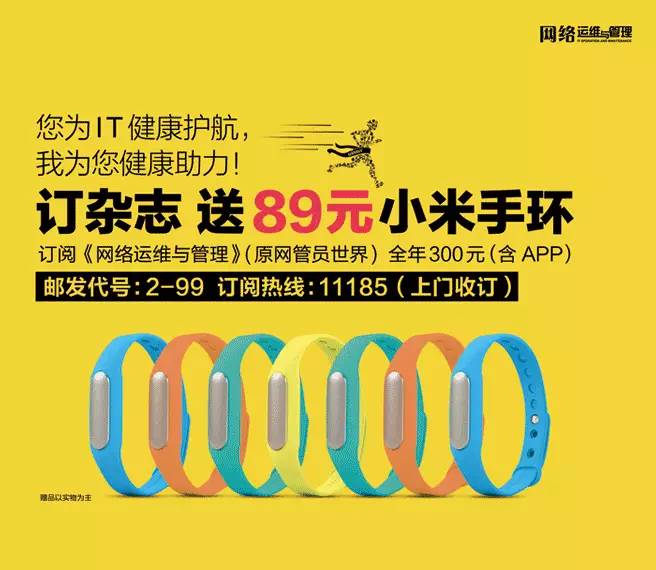 网络运维与管理
IT OPERATION AND MAINTENANCE
您为IT健康护航，
我为您健康助力！
订杂志 送89元小米手环
订阅《网络运维与管理》（原网管员世界）全年300元（含APP）
邮发代号：2-99 订阅热线：11185（上门收订）
赠品以实物为主